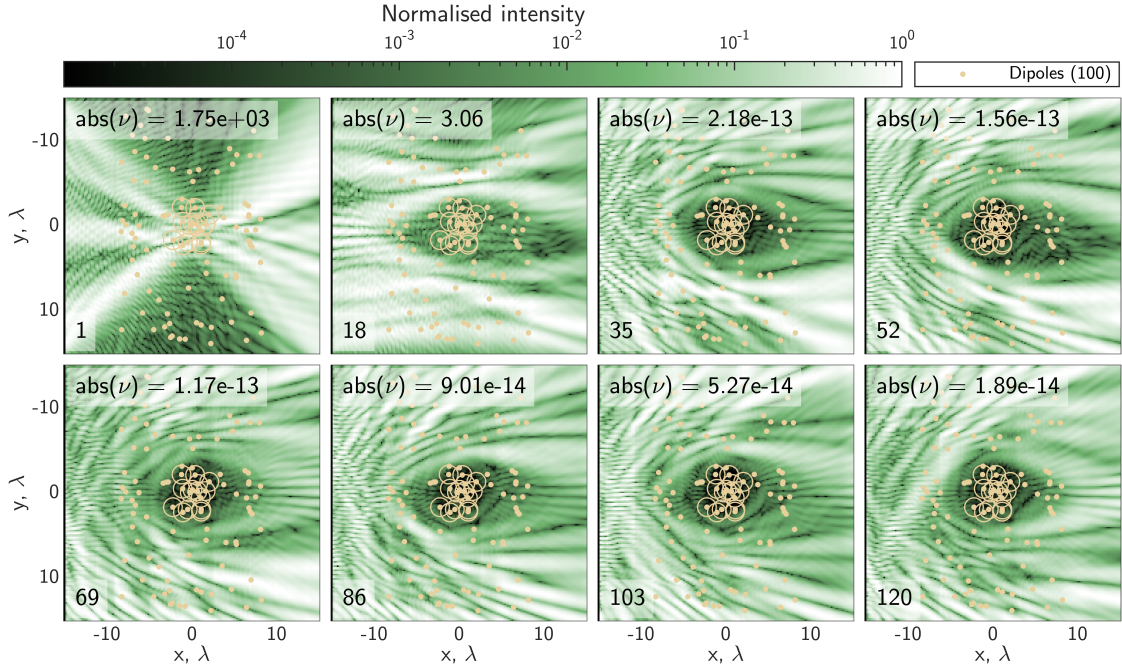 Normalised intensity
10^-4 10^-3 10^-2 10^-1 10^0
Dipoles (100)
abs(ν) = 1.75e+03
abs(ν) = 3.06
abs(ν) = 2.18e-13
abs(ν) = 1.56e-13
-10
0
10
y, λ
1
18
35
52
abs(ν) = 1.17e-13
abs(ν) = 9.01e-14
abs(ν) = 5.27e-14
abs(ν) = 1.89e-14
-10
0
10
y, λ
69
86
103
120
-10 0 10 -10 0 10 -10 0 10 -10 0 10
x, λ x, λ x, λ x, λ